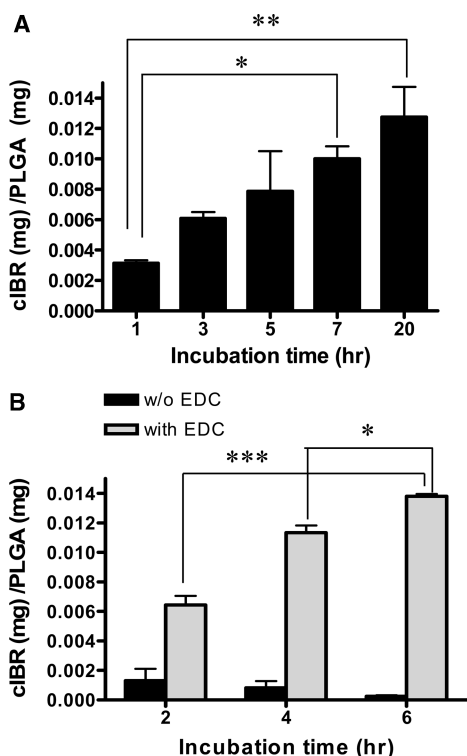 A
**
*
cIBR (mg) /PLGA (mg)
0.014
0.012
0.010
0.008
0.006
0.004
0.002
0.000
1 3 5 7 20
Incubation time (hr)
B
w/o EDC
with EDC
***
*
cIBR (mg) /PLGA (mg)
0.014
0.012
0.010
0.008
0.006
0.004
0.002
0.000
2 4 6
Incubation time (hr)